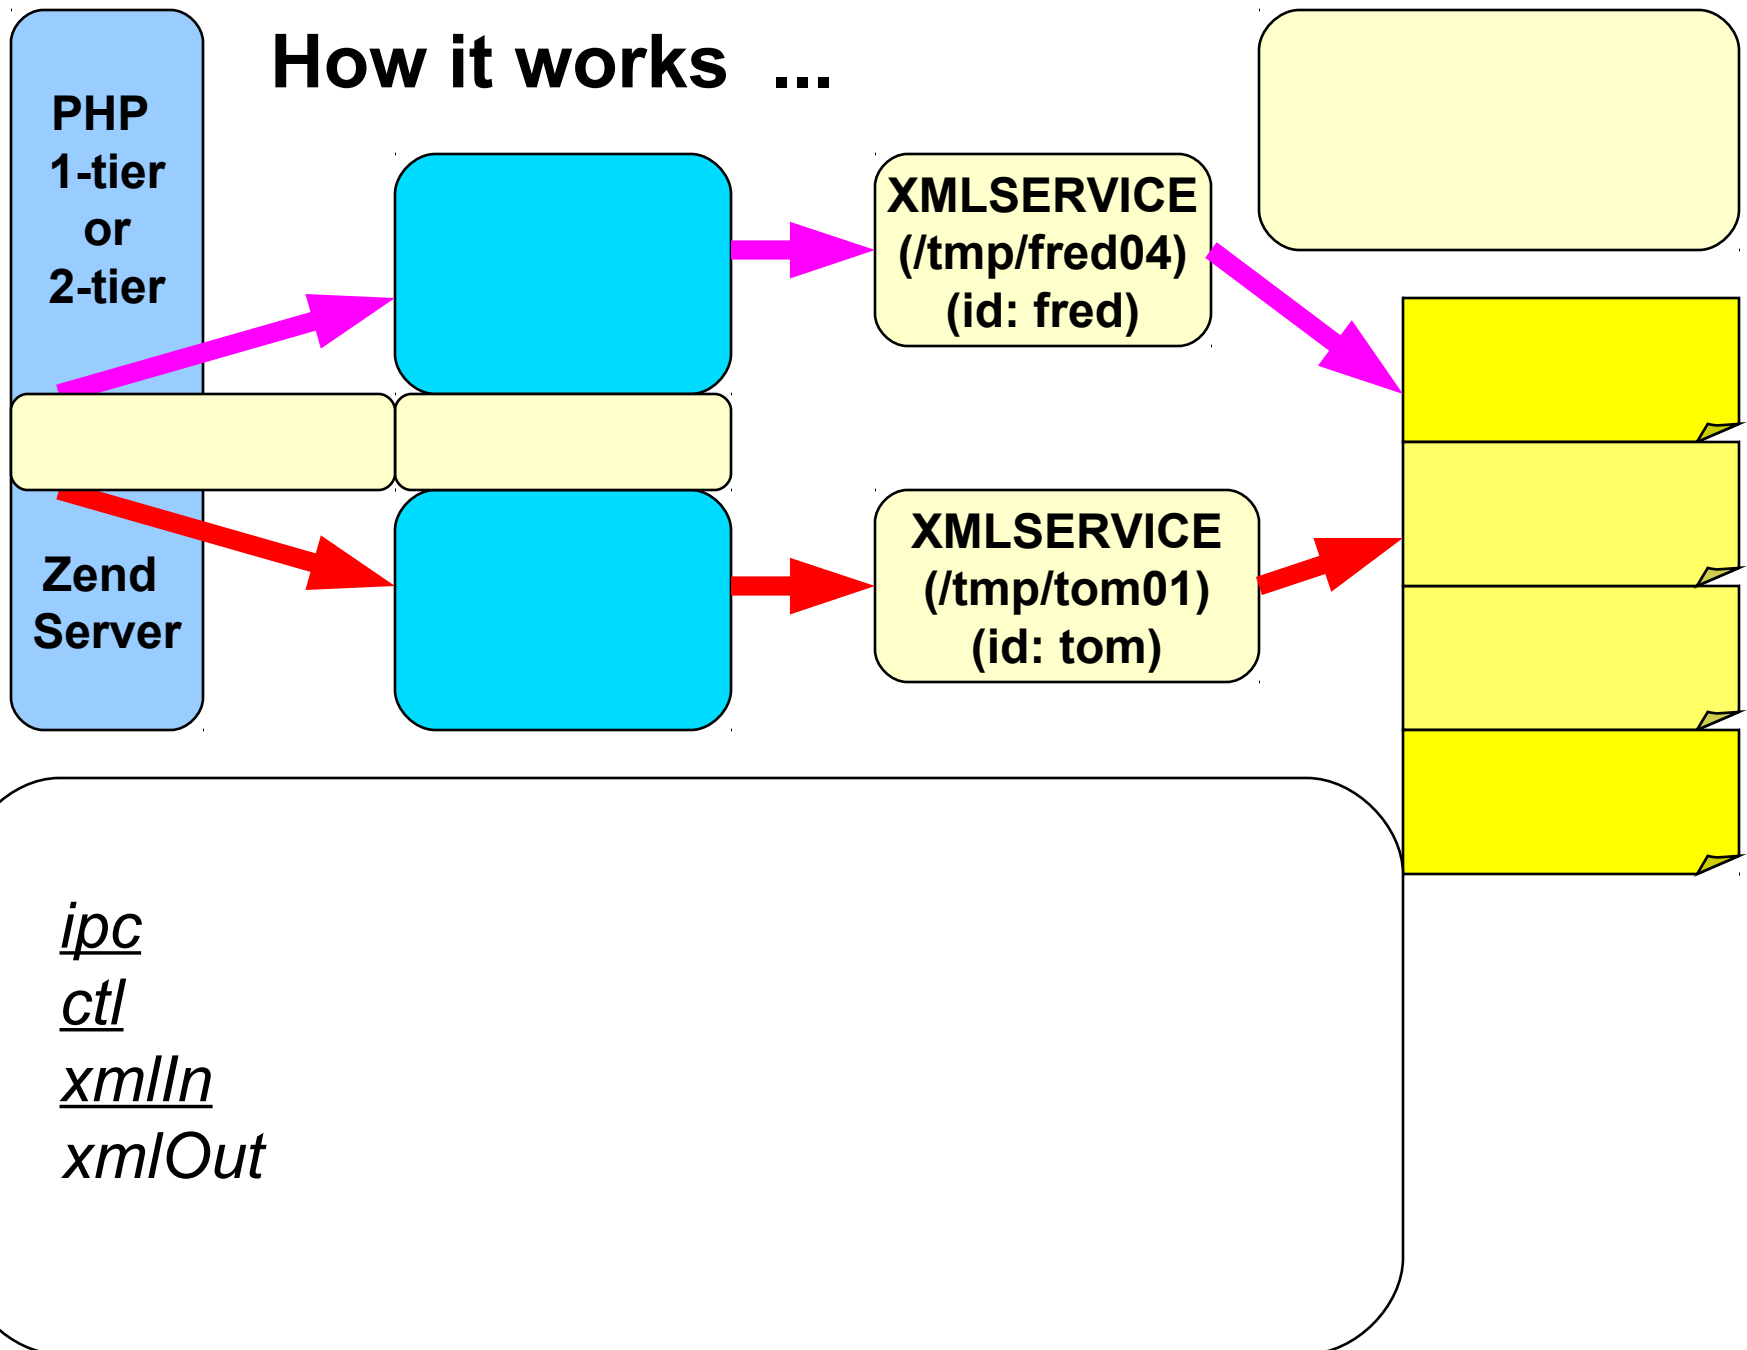 How it works ...
PHP
1-tier
or
2-tier
Zend
Server
XMLSERVICE
(/tmp/fred04)
(id: fred)
XMLSERVICE
(/tmp/tom01)
(id: tom)
ipc
ctl
xmlIn
xmlOut